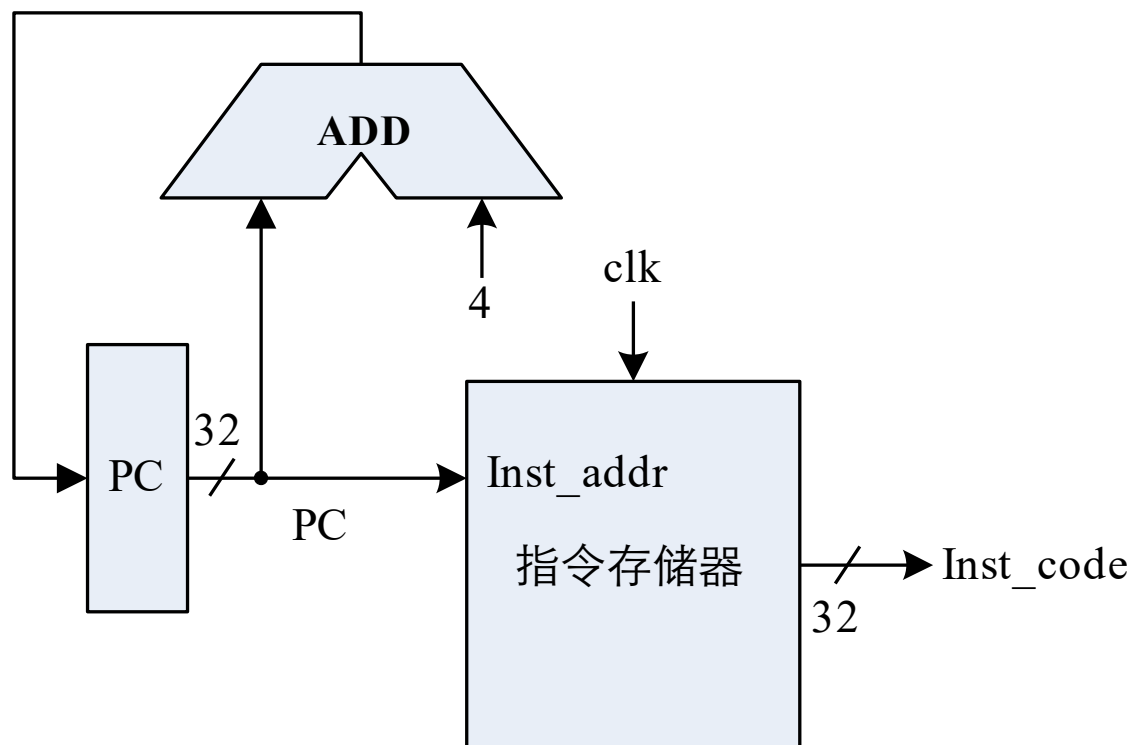 ADD
4
clk
32
PC
PC
Inst_addr
指令存储器
Inst_code
32